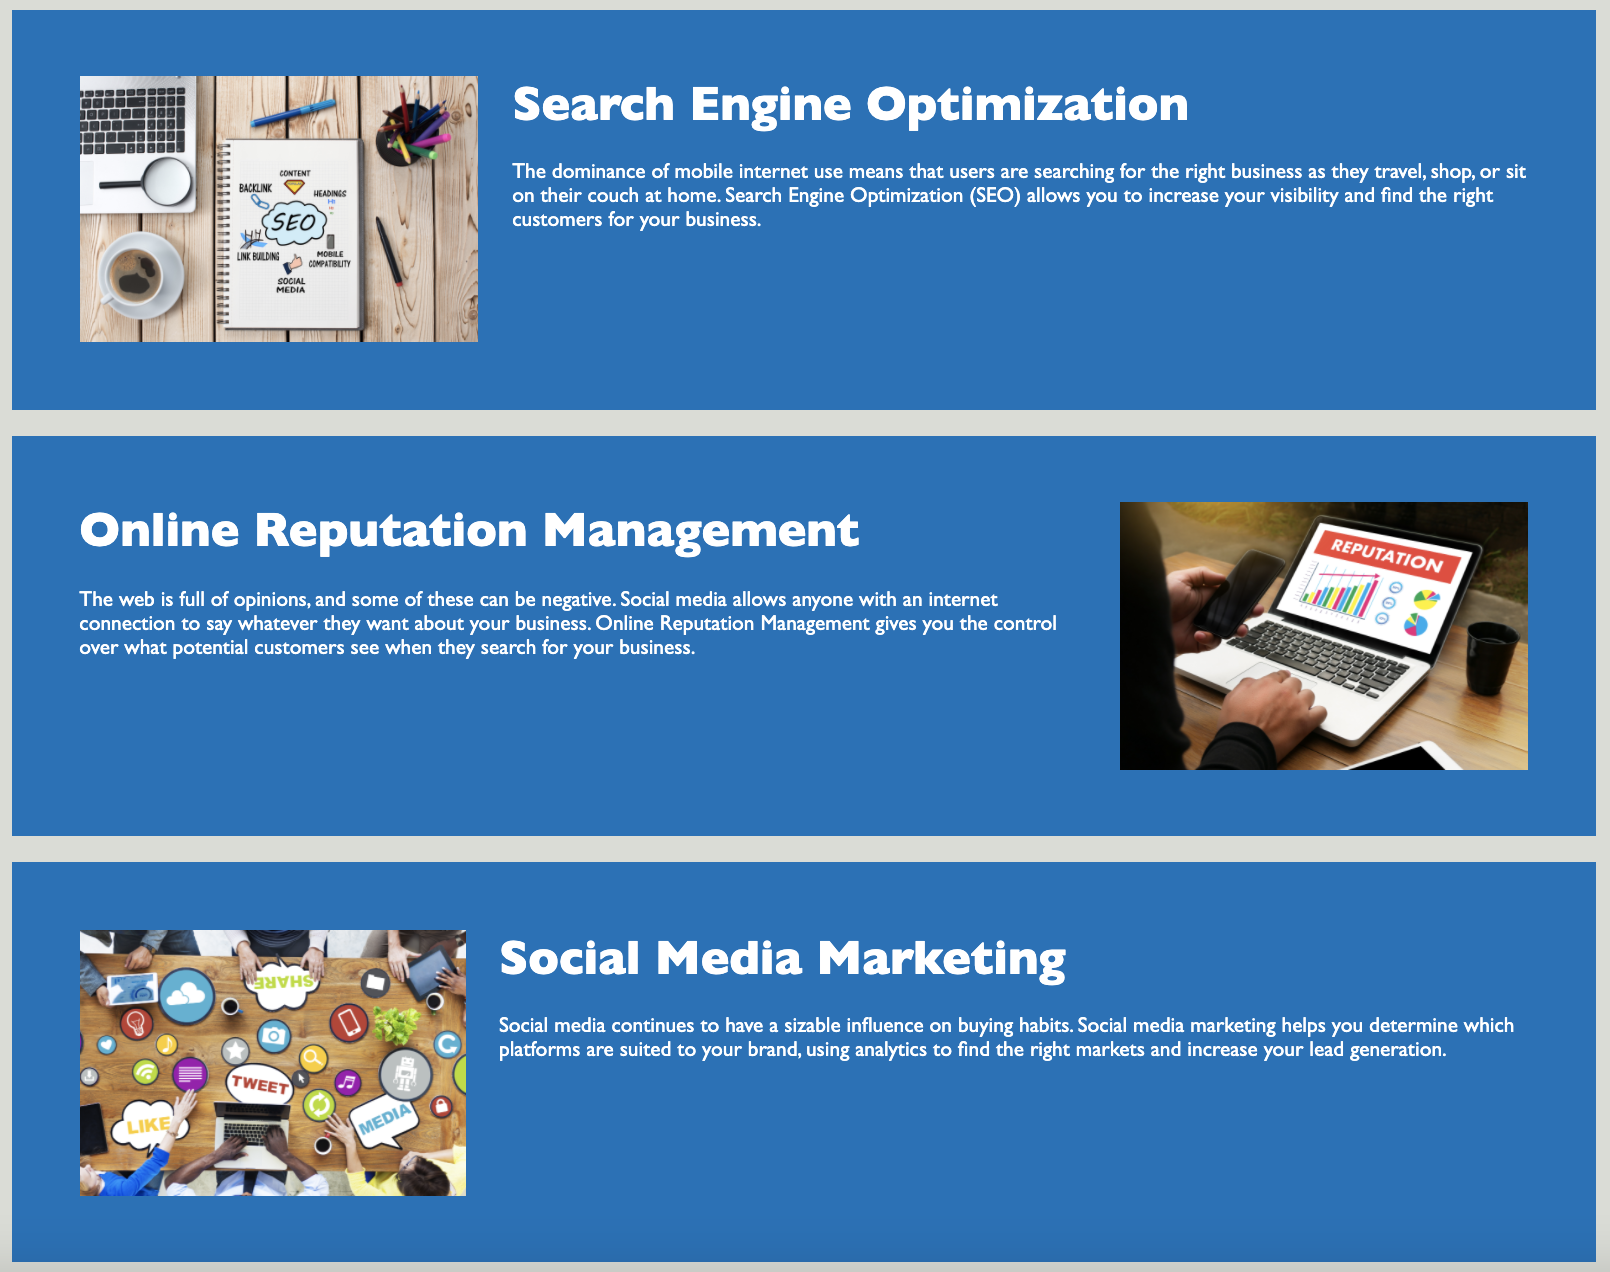 Search Engine Optimization
The dominance of mobile internet use means that users are searching for the right business as they travel, shop, or sit
on their couch at home. Search Engine Optimization (SEO) allows you to increase your visibility and find the right
customers for your business.
CONTENT
BACKLINK
HEADINGS
SEO
LINK BUILDING
MOBILE
COMPATIBILITY
SOCIAL
MEDIA
Online Reputation Management
The web is full of opinions, and some of these can be negative. Social media allows anyone with an internet
connection to say whatever they want about your business. Online Reputation Management gives you the control
over what potential customers see when they search for your business.
REPUTATION
Social Media Marketing
Social media continues to have a sizable influence on buying habits. Social media marketing helps you determine which
platforms are suited to your brand, using analytics to find the right markets and increase your lead generation.
SHARE
TWEET
LIKE
MEDIA